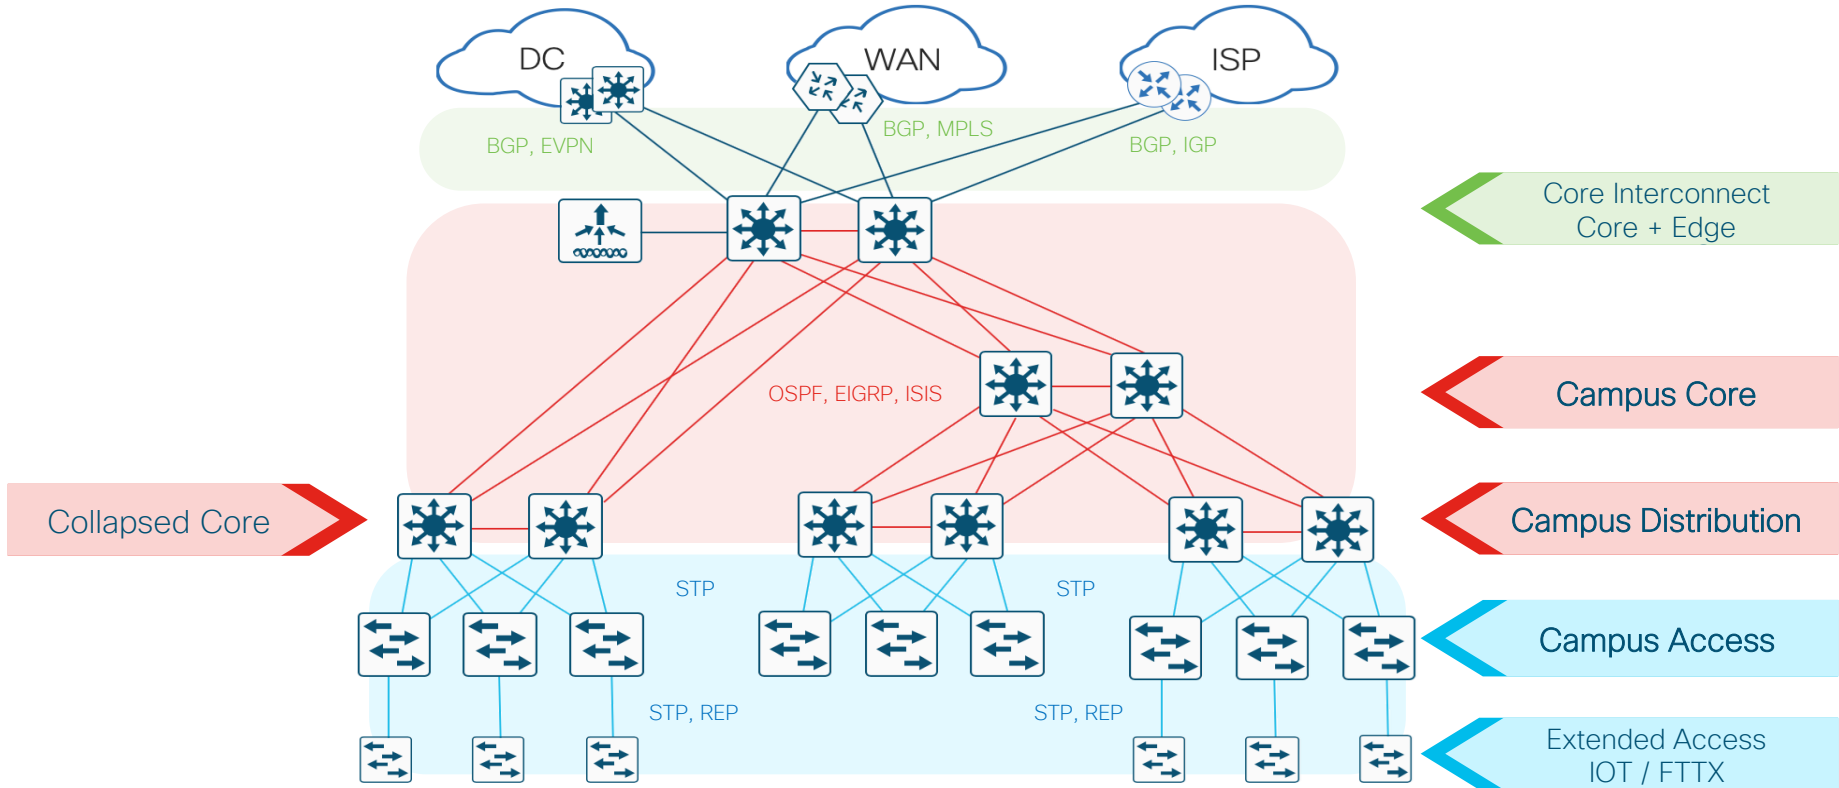 DC
WAN
ISP
BGP, EVPN
BGP, MPLS
BGP, IGP
Core Interconnect
Core + Edge
OSPF, EIGRP, ISIS
Campus Core
Collapsed Core
Campus Distribution
STP
STP
Campus Access
STP, REP
STP, REP
Extended Access
IOT / FTTX